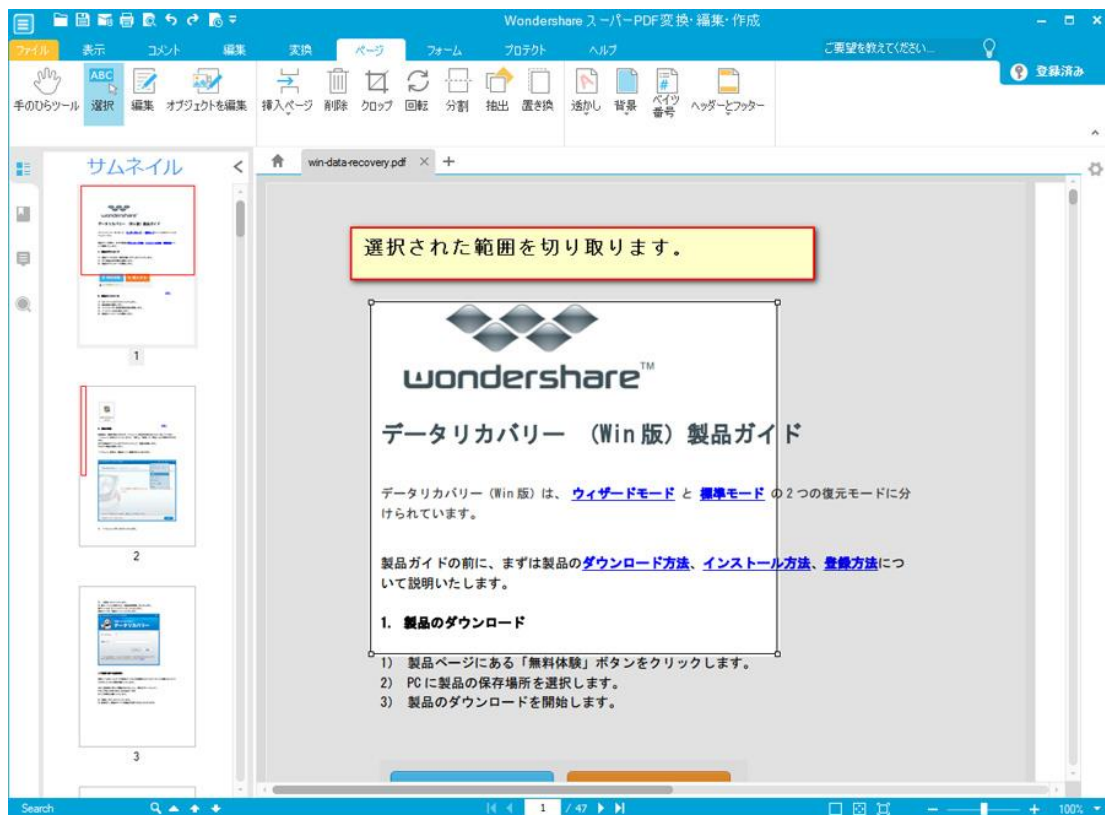 Wondershare スーパーPDF変換・編集・作成
ファイル 表示 コメント 編集 変換 ページ フォーム プロテクト ヘルプ ご要望を教えてください...
登録済み
手のひらツール ABC 選択 編集 オブジェクトを編集 挿入ページ 削除 クロップ 回転 分割 抽出 置き換 透かし 背景 ベイツ番号 ヘッダーとフッター
サムネイル
win-data-recovery.pdf
選択された範囲を切り取ります。
wondershare™
データリカバリー (Win版) 製品ガイド
データリカバリー (Win版) は、 ウィザードモード と 標準モード の2つの復元モードに分
けられています。
製品ガイドの前に、まずは製品のダウンロード方法、インストール方法、登録方法につ
いて説明いたします。
1. 製品のダウンロード
1) 製品ページにある「無料体験」ボタンをクリックします。
2) PCに製品の保存場所を選択します。
3) 製品のダウンロードを開始します。
1
2
3
Search 1 / 47 100%